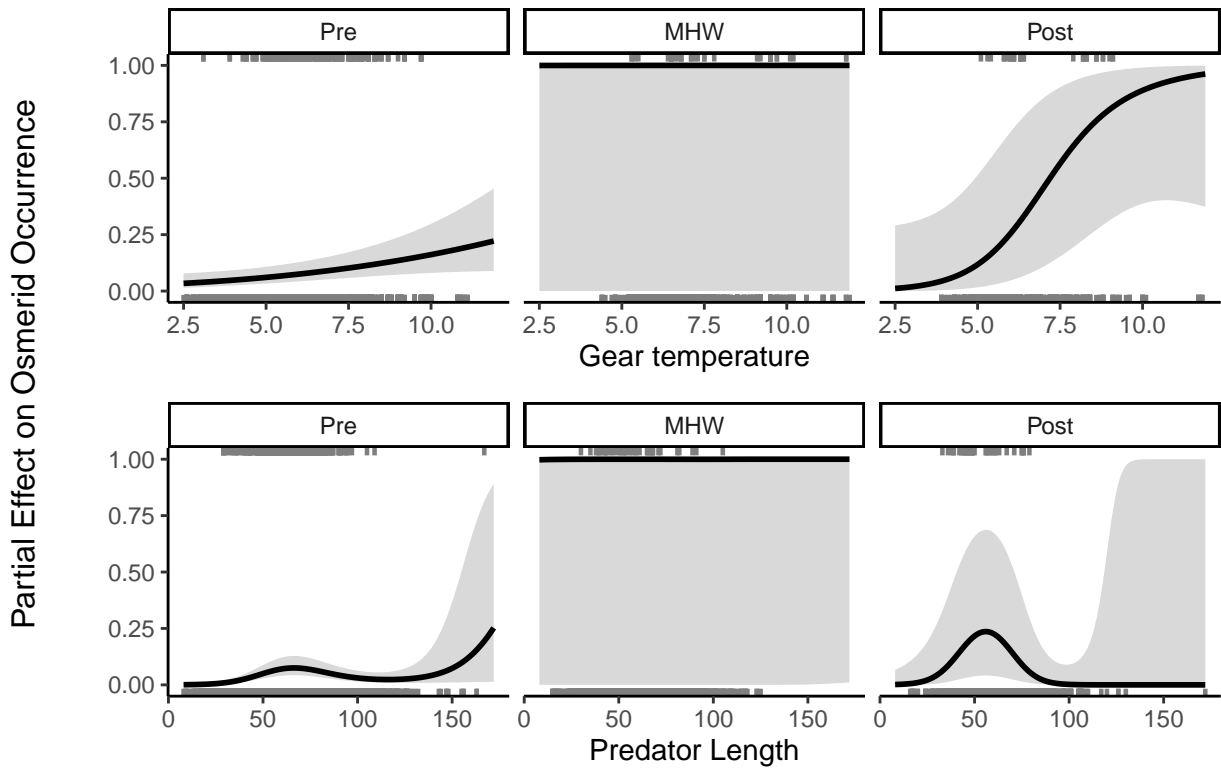 Partial Effect on Osmerid Occurrence
Pre MHW Post
1.00
0.75
0.50
0.25
0.00
2.5 5.0 7.5 10.0 2.5 5.0 7.5 10.0 2.5 5.0 7.5 10.0
Gear temperature
Pre MHW Post
1.00
0.75
0.50
0.25
0.00
0 50 100 150 0 50 100 150 0 50 100 150
Predator Length